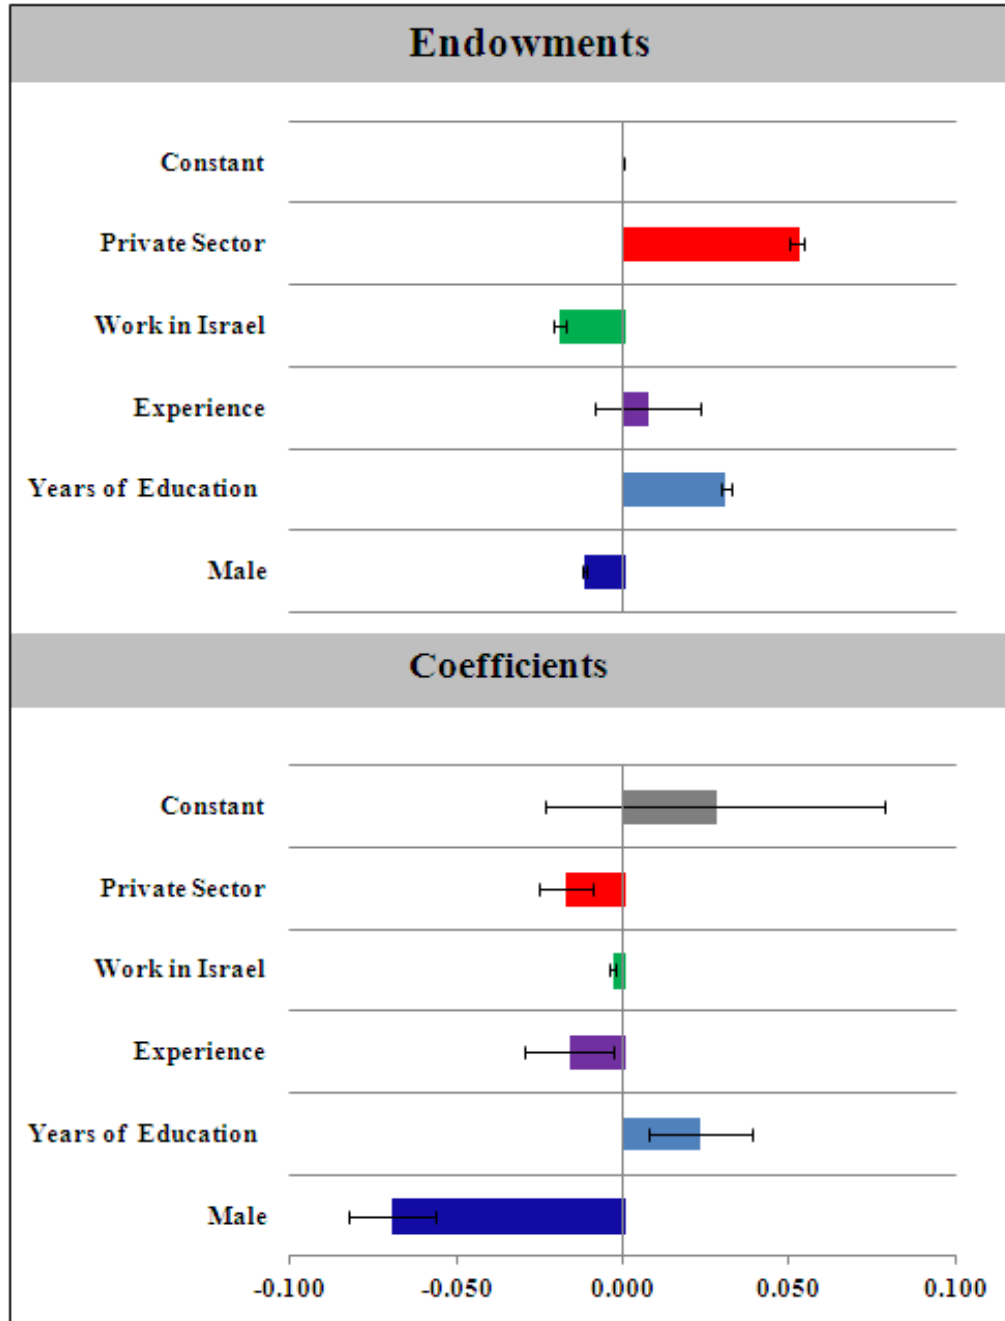 Endowments
Constant
Private Sector
Work in Israel
Experience
Years of Education
Male
Coefficients
Constant
Private Sector
Work in Israel
Experience
Years of Education
Male
-0.100 -0.050 0.000 0.050 0.100